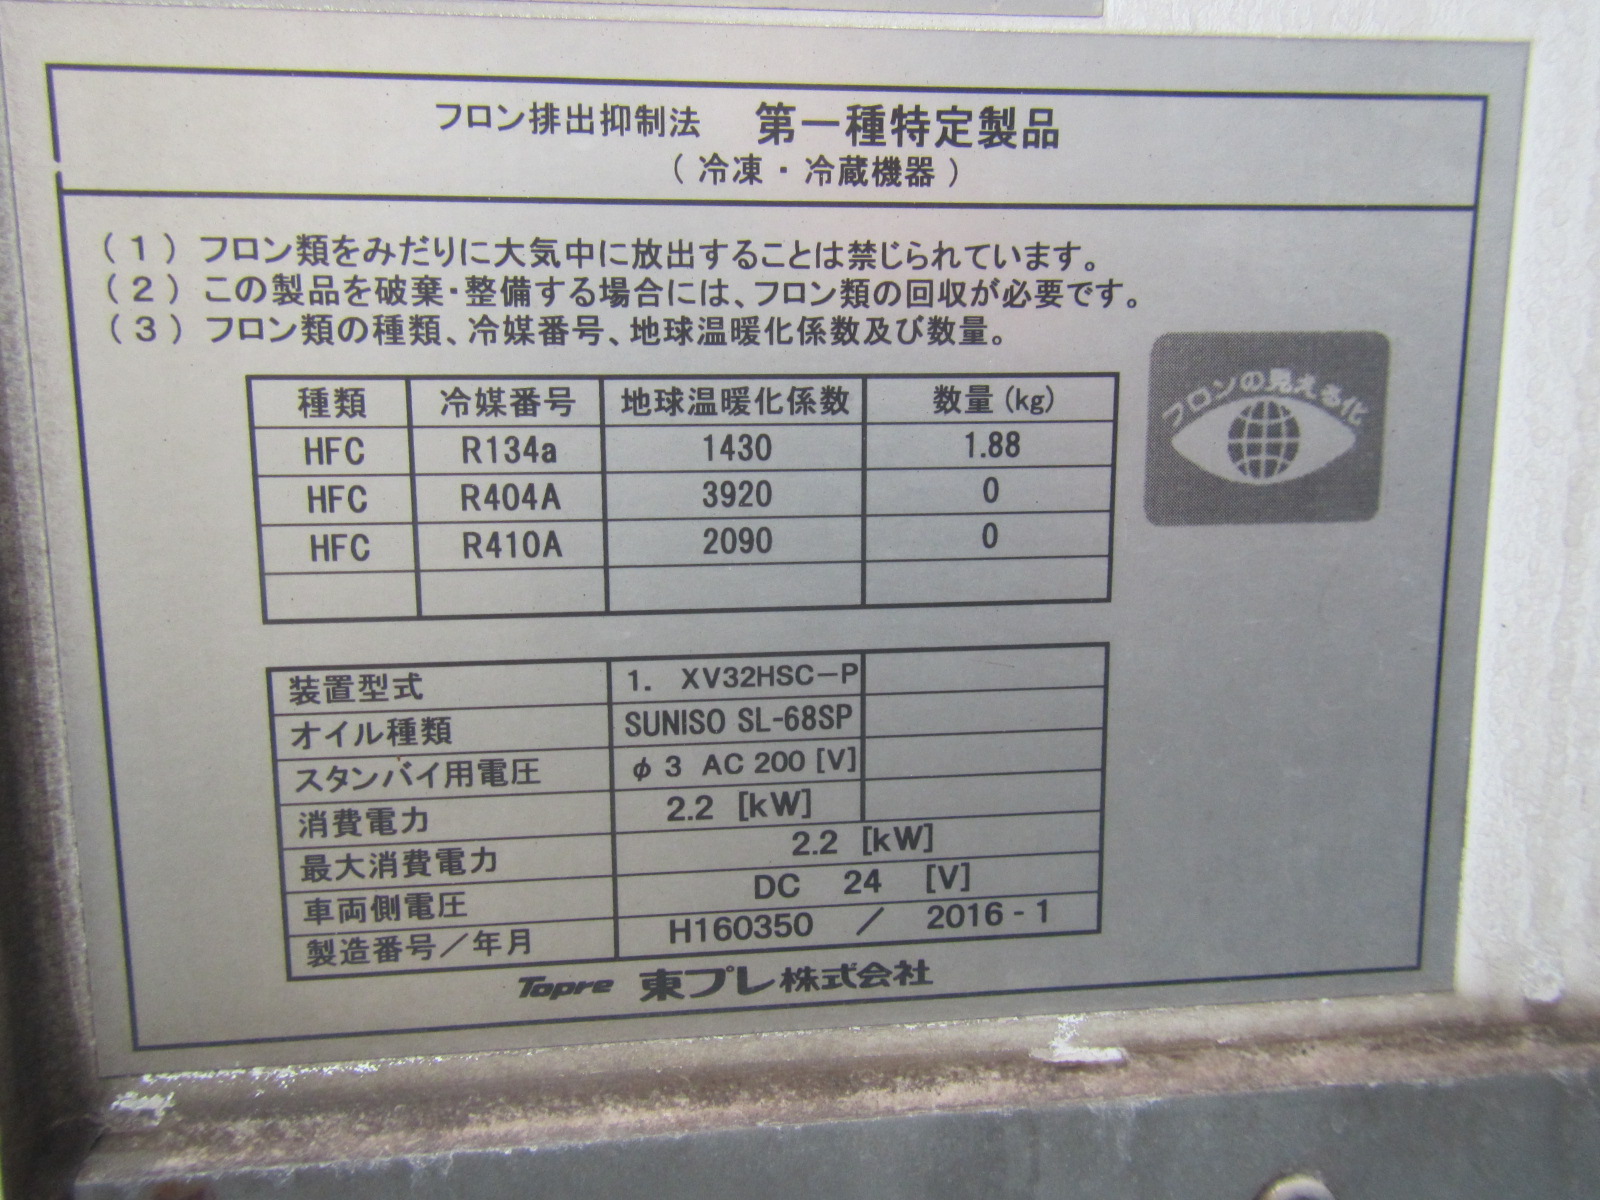 フロン排出抑制法 第一種特定製品
(冷凍・冷蔵機器)
(1) フロン類をみだりに大気中に放出することは禁じられています。
(2) この製品を破棄・整備する場合には、フロン類の回収が必要です。
(3) フロン類の種類、冷媒番号、地球温暖化係数及び数量。
フロンの見える化
種類 冷媒番号 地球温暖化係数 数量(kg)
HFC R134a 1430 1.88
HFC R404A 3920 0
HFC R410A 2090 0
装置型式 1. XV32HSC-P
オイル種類 SUNISO SL-68SP
スタンバイ用電圧 φ3 AC 200 [V]
消費電力 2.2 [kW]
最大消費電力 2.2 [kW]
車両側電圧 DC 24 [V]
製造番号/年月 H160350 / 2016-1
Topre 東プレ株式会社